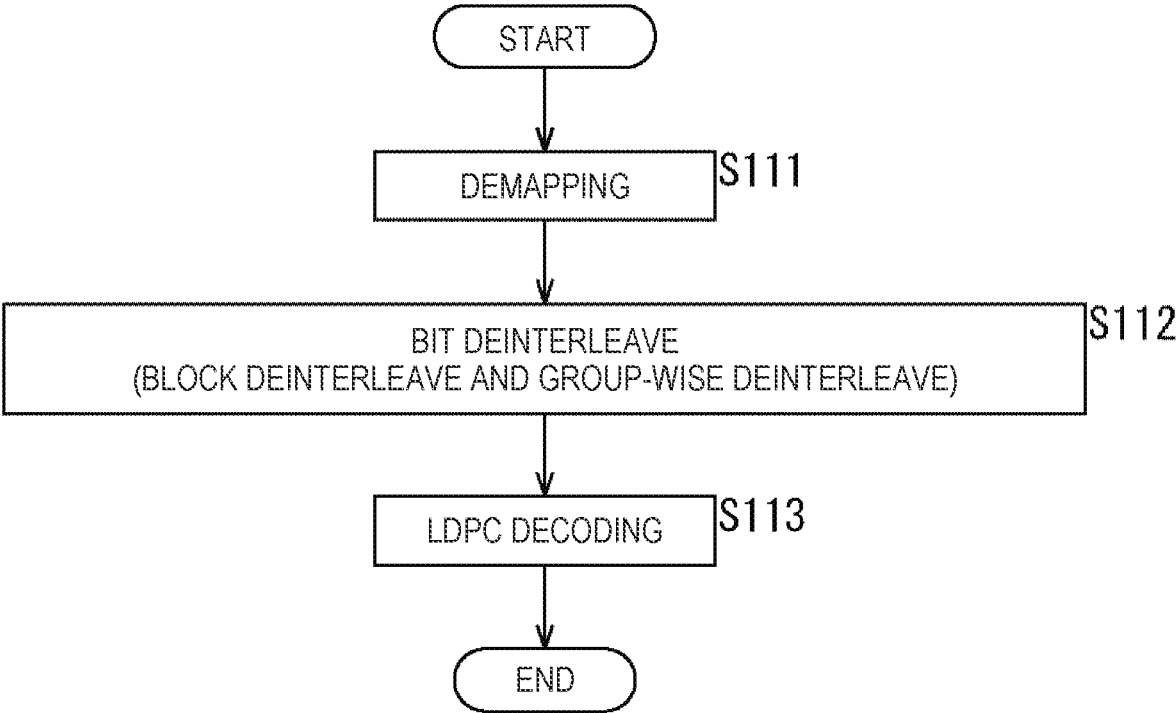 START
DEMAPPING S111
BIT DEINTERLEAVE S112
(BLOCK DEINTERLEAVE AND GROUP-WISE DEINTERLEAVE)
LDPC DECODING S113
END